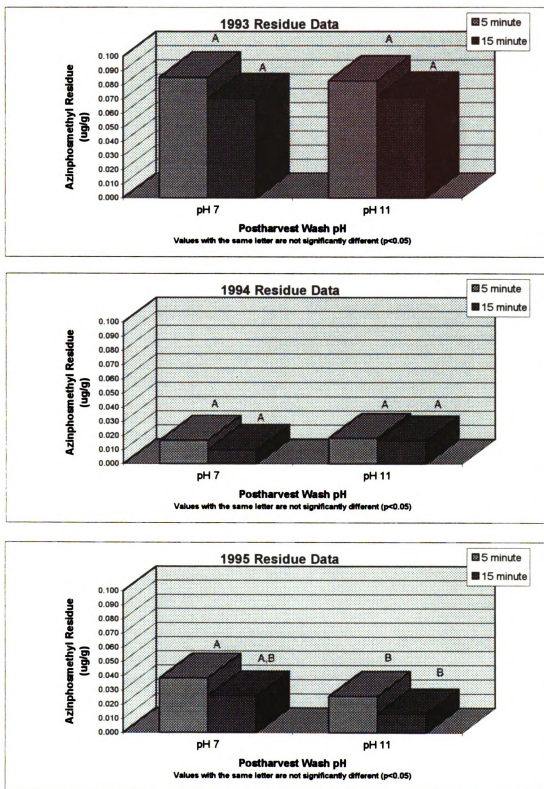 1993 Residue Data
5 minute
15 minute
Azinphosmethyl Residue
(ug/g)
0.100
0.090
0.080
0.070
0.060
0.050
0.040
0.030
0.020
0.010
0.000
A
A
A
A
pH 7
pH 11
Postharvest Wash pH
Values with the same letter are not significantly different (p<0.05)
1994 Residue Data
5 minute
15 minute
Azinphosmethyl Residue
(ug/g)
0.100
0.090
0.080
0.070
0.060
0.050
0.040
0.030
0.020
0.010
0.000
A
A
A
A
pH 7
pH 11
Postharvest Wash pH
Values with the same letter are not significantly different (p<0.05)
1995 Residue Data
5 minute
15 minute
Azinphosmethyl Residue
(ug/g)
0.100
0.090
0.080
0.070
0.060
0.050
0.040
0.030
0.020
0.010
0.000
A
A,B
B
B
pH 7
pH 11
Postharvest Wash pH
Values with the same letter are not significantly different (p<0.05)